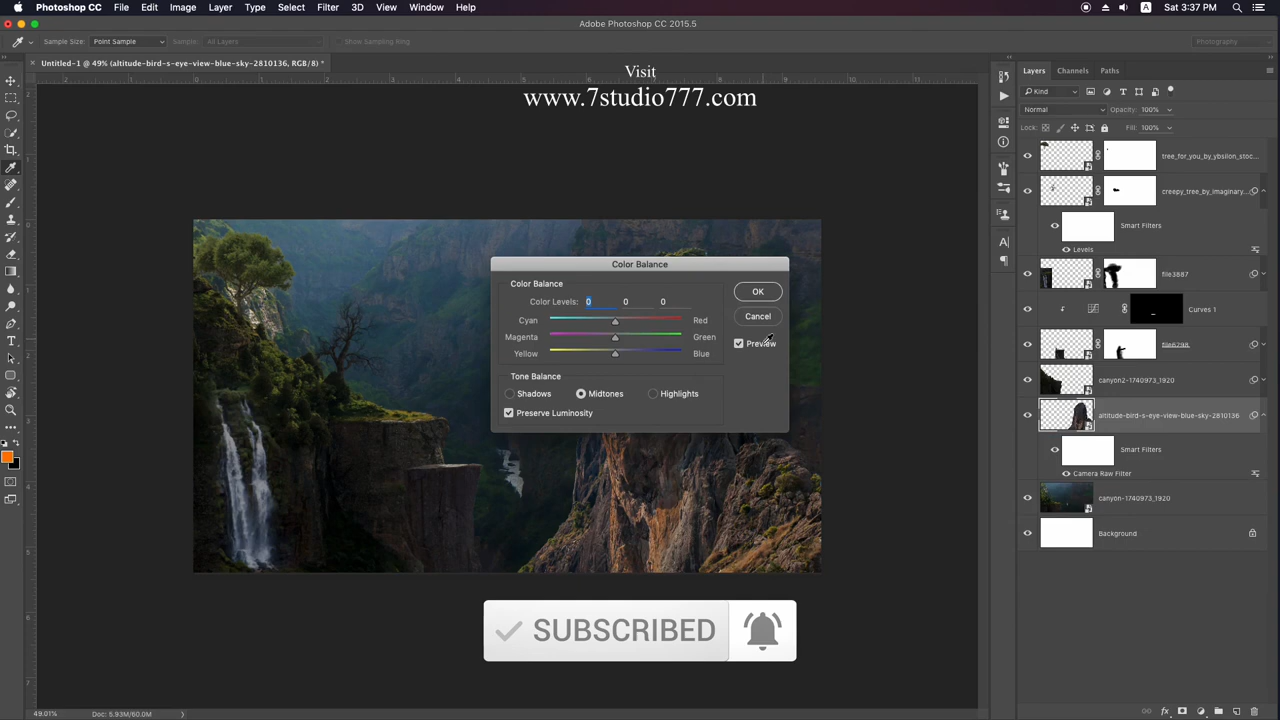 Photoshop CC File Edit Image Layer Type Select Filter 3D View Window Help A Sat 3:37 PM
Adobe Photoshop CC 2015.5
Sample Size: Point Sample Sample: All Layers Show Sampling Ring Photography
Untitled-1 @ 49% (altitude-bird-s-eye-view-blue-sky-2810136, RGB/8) *
Visit
www.7studio777.com
Layers Channels Paths
Kind
Normal Opacity: 100%
Lock: Fill: 100%
tree_for_you_by_ybsilon_stoc...
creepy_tree_by_imaginary...
Smart Filters
Levels
file3887
Curves 1
file6298
canyon2-1740973_1920
altitude-bird-s-eye-view-blue-sky-2810136
Smart Filters
Camera Raw Filter
canyon-1740973_1920
Background
Color Balance
Color Balance
Color Levels: 0 0 0
Cyan Red
Magenta Green
Yellow Blue
Tone Balance
Shadows Midtones Highlights
Preserve Luminosity
OK
Cancel
Preview
SUBSCRIBED
49.01% Doc: 5.93M/60.0M